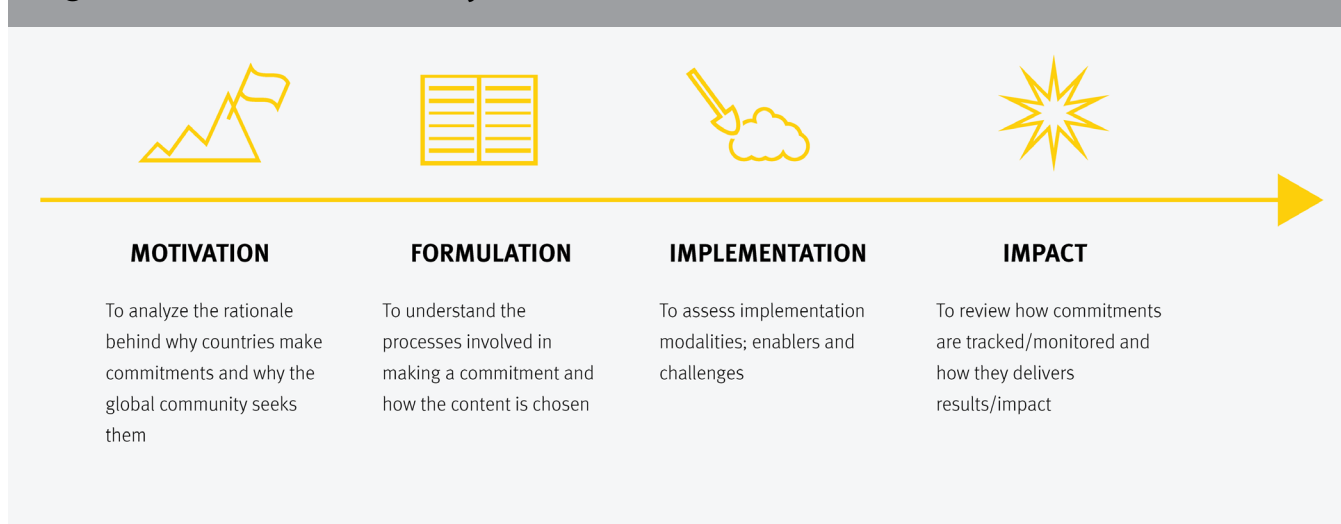 MOTIVATION
To analyze the rationale
behind why countries make
commitments and why the
global community seeks
them
FORMULATION
To understand the
processes involved in
making a commitment and
how the content is chosen
IMPLEMENTATION
To assess implementation
modalities; enablers and
challenges
IMPACT
To review how commitments
are tracked/monitored and
how they delivers
results/impact